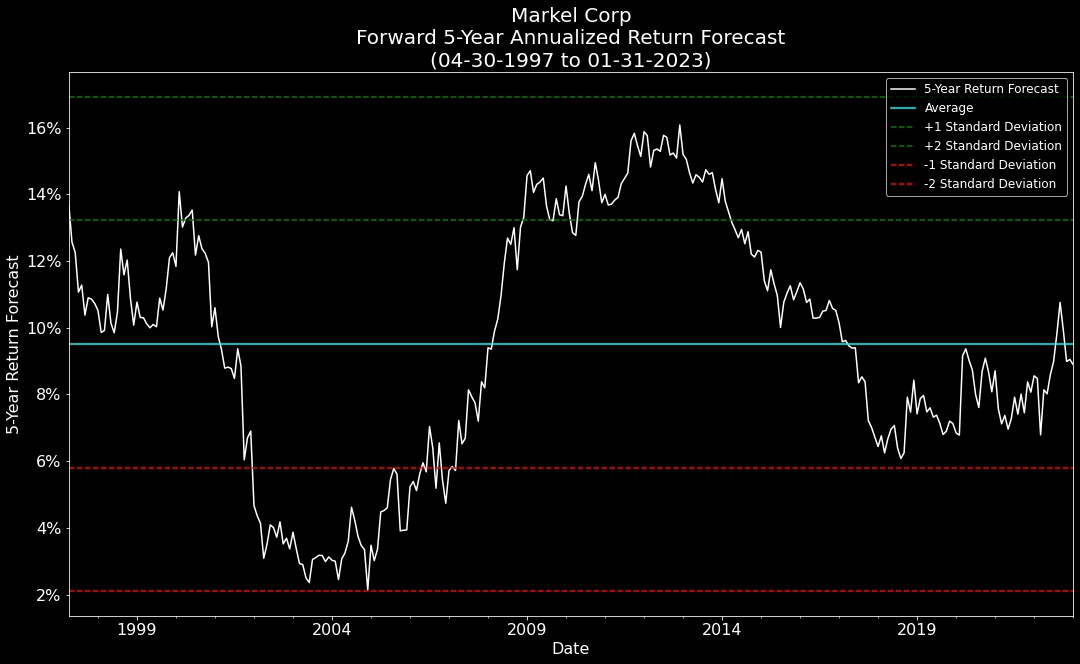 Markel Corp
Forward 5-Year Annualized Return Forecast
(04-30-1997 to 01-31-2023)
5-Year Return Forecast
Average
+1 Standard Deviation
+2 Standard Deviation
-1 Standard Deviation
-2 Standard Deviation
16%
14%
12%
10%
8%
6%
4%
2%
5-Year Return Forecast
1999
2004
2009
2014
2019
Date